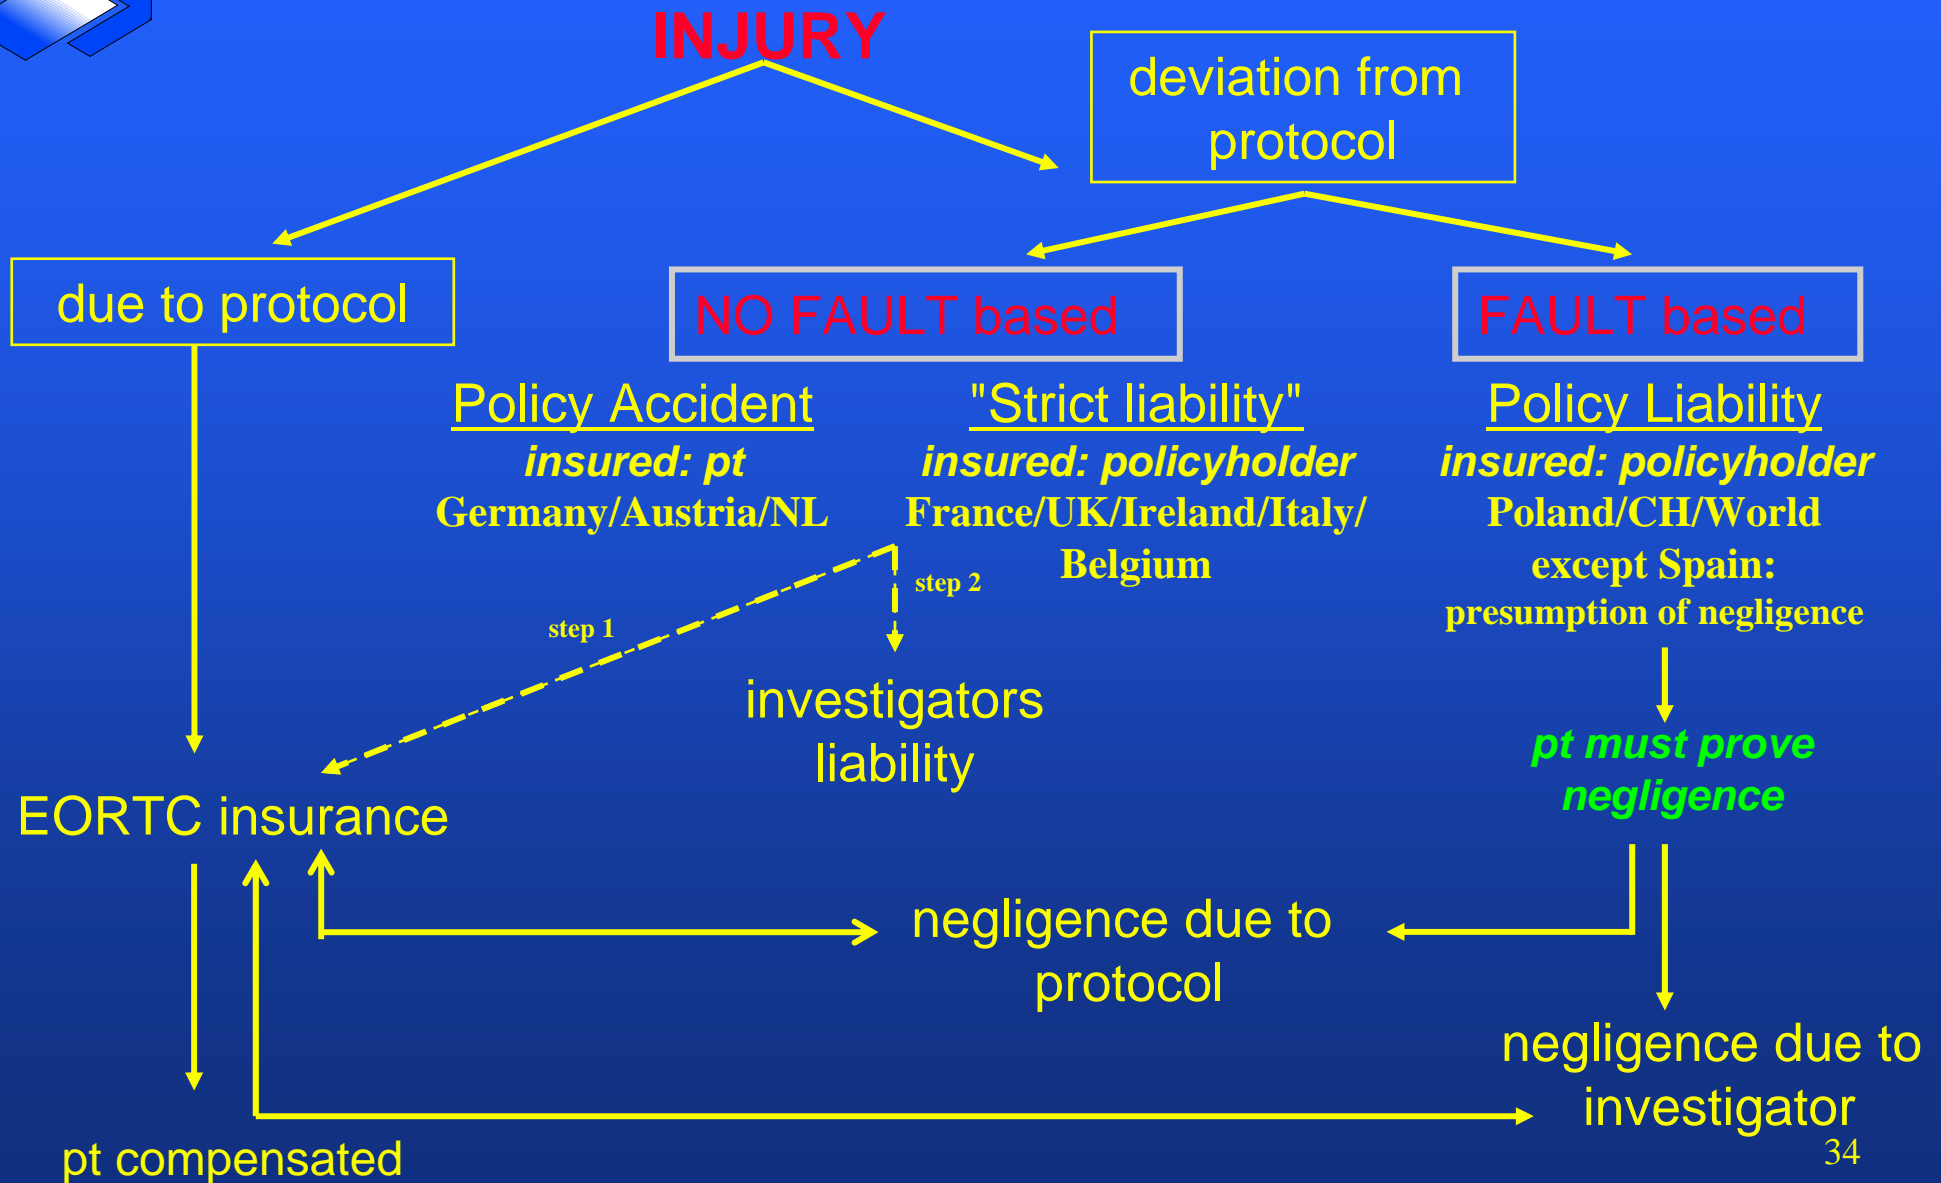 INJURY
deviation from
protocol
due to protocol
NO FAULT based
FAULT based
Policy Accident
insured: pt
Germany/Austria/NL
"Strict liability"
insured: policyholder
France/UK/Ireland/Italy/
Belgium
Policy Liability
insured: policyholder
Poland/CH/World
except Spain:
presumption of negligence
step 1
step 2
investigators
liability
pt must prove
negligence
EORTC insurance
negligence due to
protocol
negligence due to
investigator
pt compensated
34